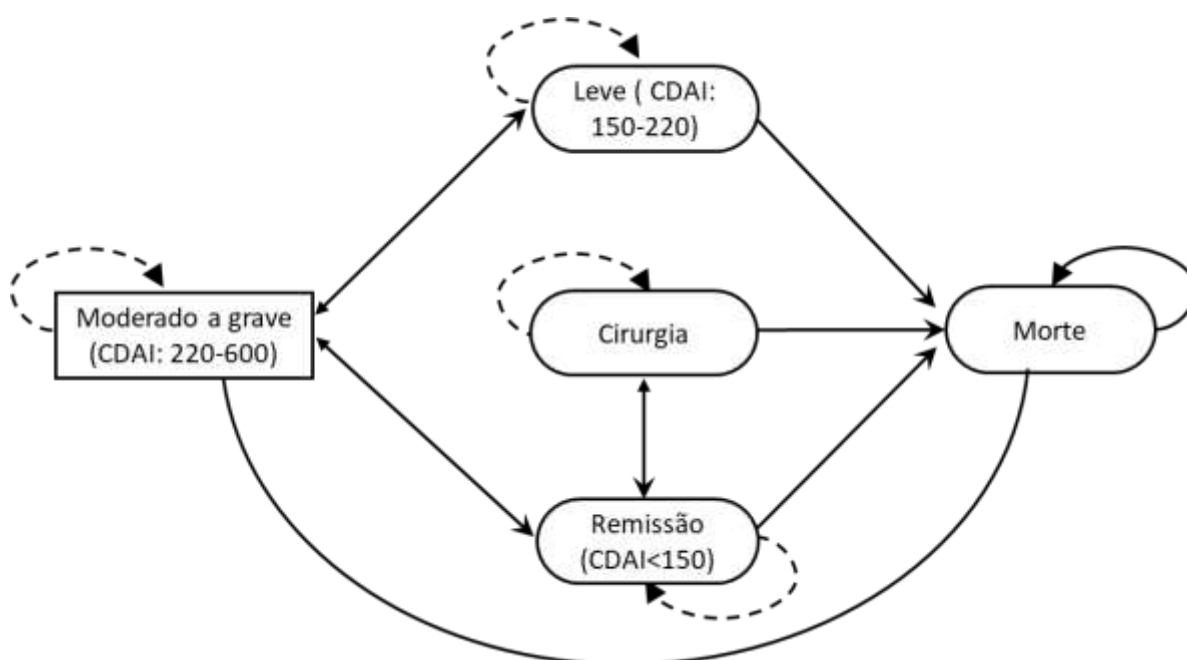 Leve ( CDAI:
150-220)
Moderado a grave
(CDAI: 220-600)
Cirurgia
Morte
Remissão
(CDAI<150)